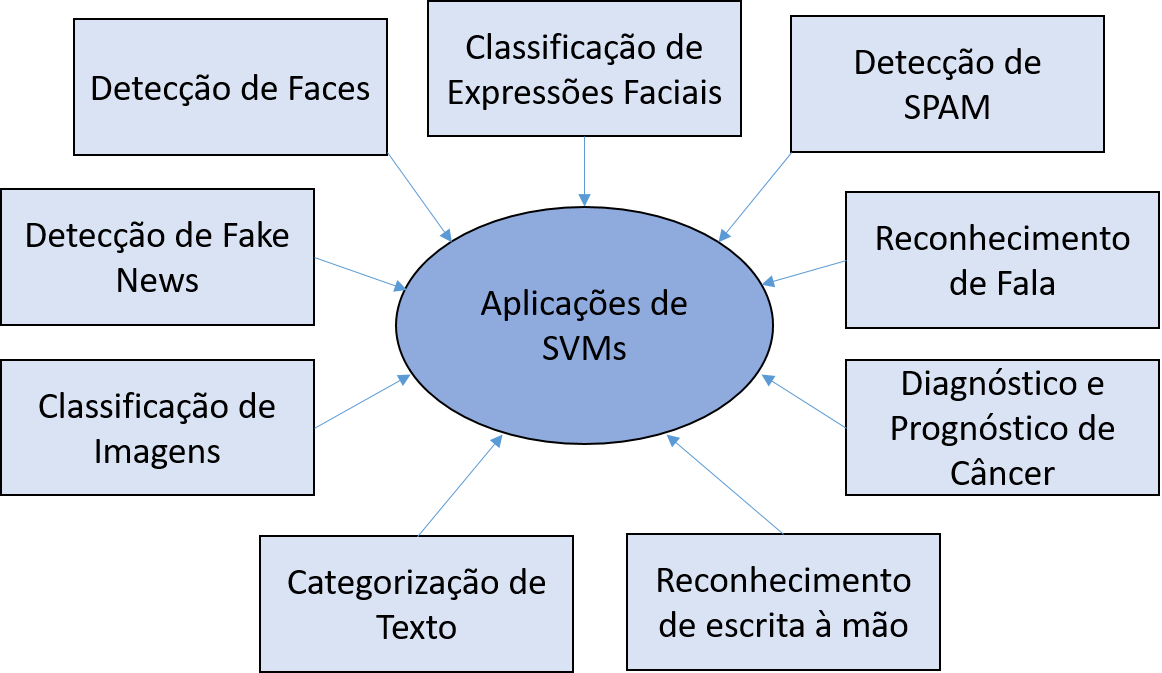 Detecção de Faces
Classificação de
Expressões Faciais
Detecção de
SPAM
Detecção de Fake
News
Reconhecimento
de Fala
Aplicações de
SVMs
Classificação de
Imagens
Diagnóstico e
Prognóstico de
Câncer
Categorização de
Texto
Reconhecimento
de escrita à mão